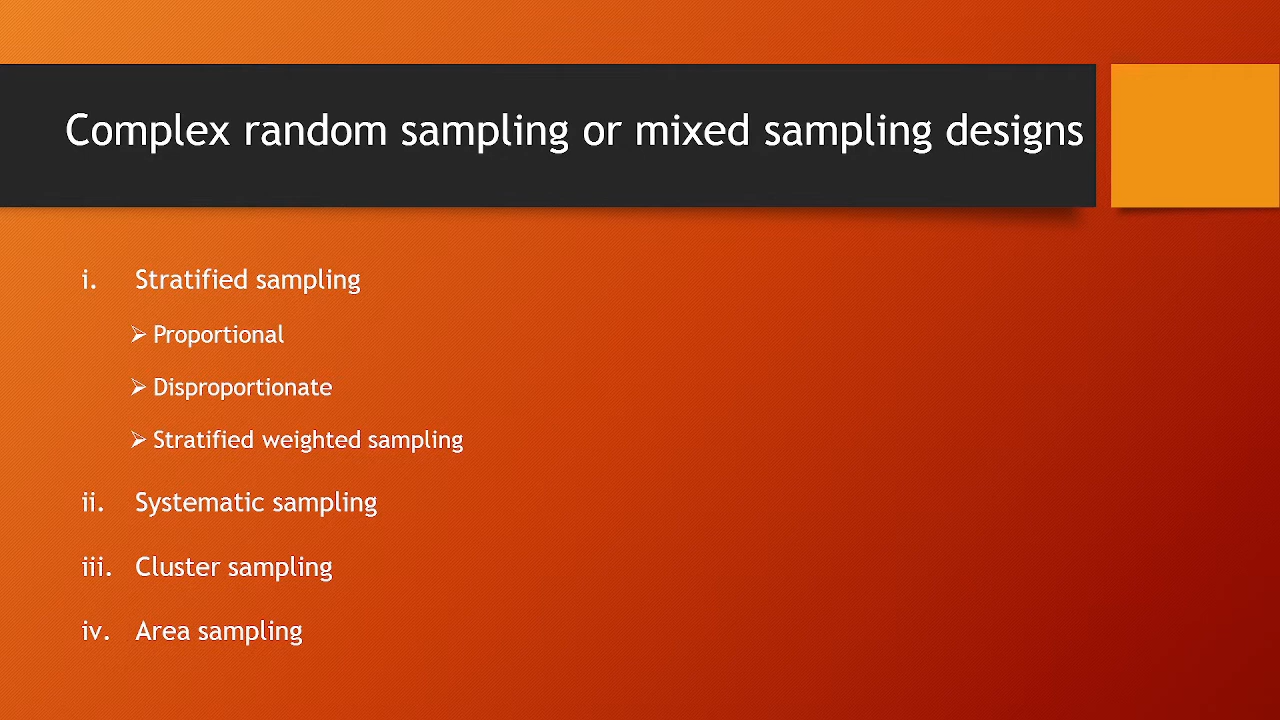 Complex random sampling or mixed sampling designs
i. Stratified sampling
➢ Proportional
➢ Disproportionate
➢ Stratified weighted sampling
ii. Systematic sampling
iii. Cluster sampling
iv. Area sampling